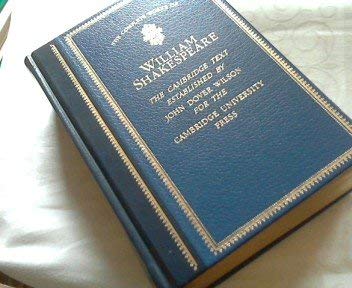 THE COMPLETE WORKS OF
WILLIAM
SHAKESPEARE
THE CAMBRIDGE TEXT
ESTABLISHED BY
JOHN DOVER WILSON
FOR THE
CAMBRIDGE UNIVERSITY
PRESS